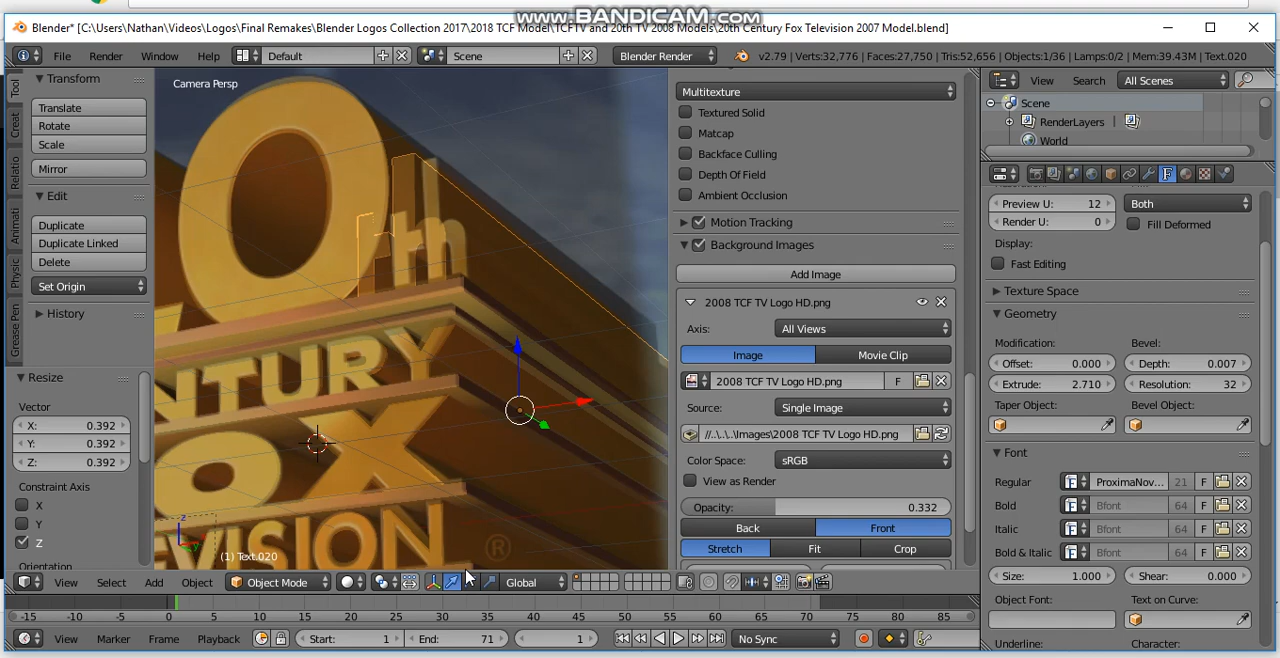 www.BANDICAM.com
Blender* [C:\Users\Nathan\Videos\Logos\Final Remakes\Blender Logos Collection 2017\2018 TCF Model\TCFTV and 20th TV 2008 Models\20th Century Fox Television 2007 Model.blend]
File Render Window Help Default Scene Blender Render v2.79 | Verts:32,776 | Faces:27,750 | Tris:52,656 | Objects:1/36 | Lamps:0/2 | Mem:39.43M | Text.020
Tool
Creat
Relatio
Animati
Physic
Grease Pen
Transform
Translate
Rotate
Scale
Mirror
Edit
Duplicate
Duplicate Linked
Delete
Set Origin
History
Resize
Vector
X: 0.392
Y: 0.392
Z: 0.392
Constraint Axis
X
Y
Z
Orientation
Camera Persp
0th
NTURY
OX
VISION
®
(1) Text.020
Multitexture
Textured Solid
Matcap
Backface Culling
Depth Of Field
Ambient Occlusion
Motion Tracking
Background Images
Add Image
2008 TCF TV Logo HD.png
Axis: All Views
Image Movie Clip
2008 TCF TV Logo HD.png F
Source: Single Image
//..\..\..\Images\2008 TCF TV Logo HD.png
Color Space: sRGB
View as Render
Opacity: 0.332
Back Front
Stretch Fit Crop
View Search All Scenes
Scene
RenderLayers
World
Preview U: 12 Both
Render U: 0 Fill Deformed
Display:
Fast Editing
Texture Space
Geometry
Modification: Bevel:
Offset: 0.000 Depth: 0.007
Extrude: 2.710 Resolution: 32
Taper Object: Bevel Object:
Font
Regular ProximaNov... 21 F
Bold Bfont 64 F
Italic Bfont 64 F
Bold & Italic Bfont 64 F
Size: 1.000 Shear: 0.000
Object Font: Text on Curve:
Underline: Character:
View Select Add Object Object Mode Global
-15 -10 -5 0 5 10 15 20 25 30 35 40 45 50 55 60 65 70 75 80 85
View Marker Frame Playback Start: 1 End: 71 1 No Sync